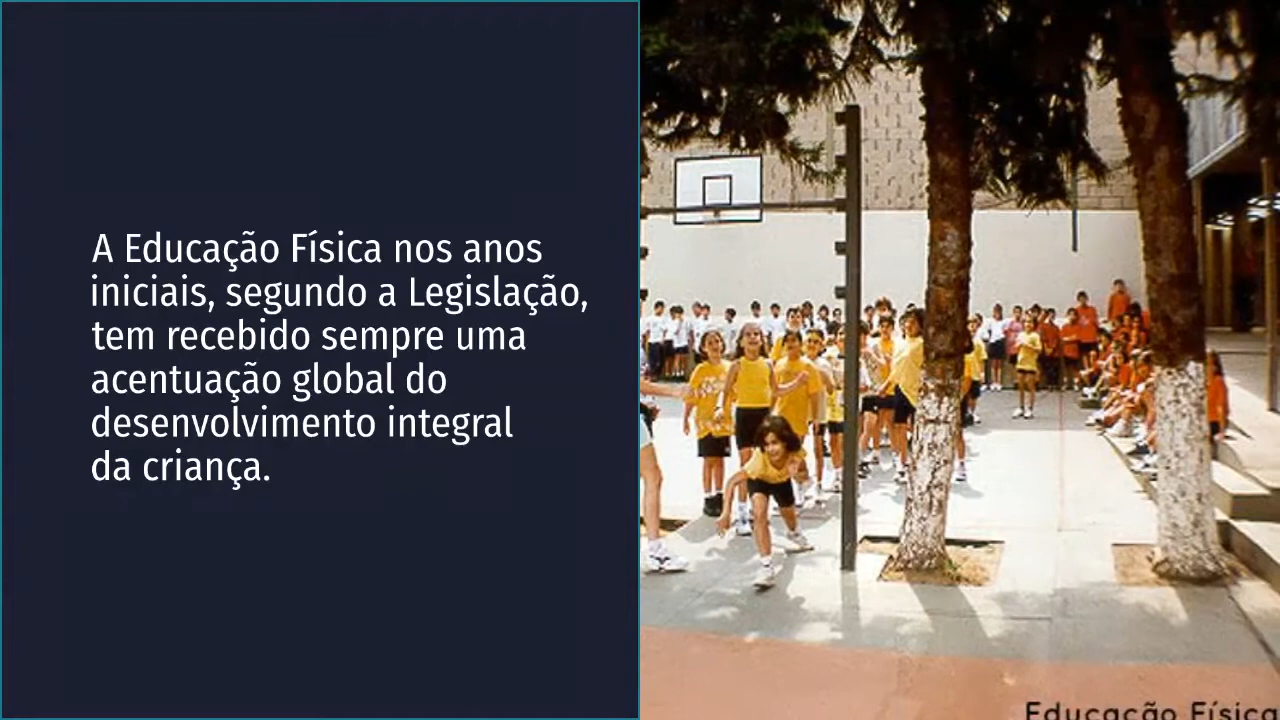 A Educação Física nos anos
iniciais, segundo a Legislação,
tem recebido sempre uma
acentuação global do
desenvolvimento integral
da criança.
Educação Física